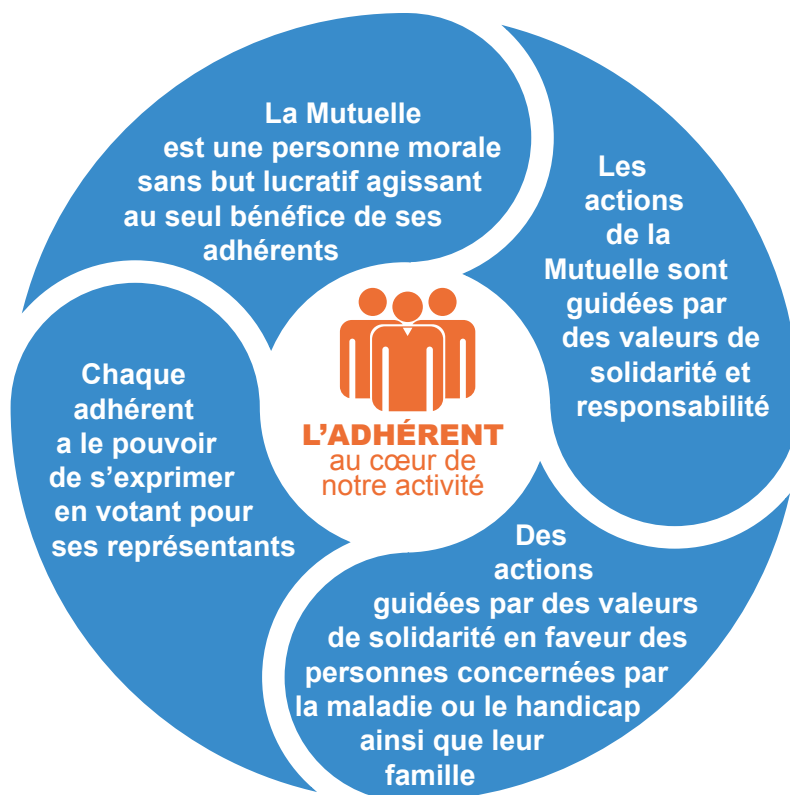 La Mutuelle
est une personne morale
sans but lucratif agissant
au seul bénéfice de ses
adhérents
Les
actions
de la
Mutuelle sont
guidées par
des valeurs de
solidarité et
responsabilité
Chaque
adhérent
a le pouvoir
de s’exprimer
en votant pour
ses représentants
L’ADHÉRENT
au cœur de
notre activité
Des
actions
guidées par des valeurs
de solidarité en faveur des
personnes concernées par
la maladie ou le handicap
ainsi que leur
famille